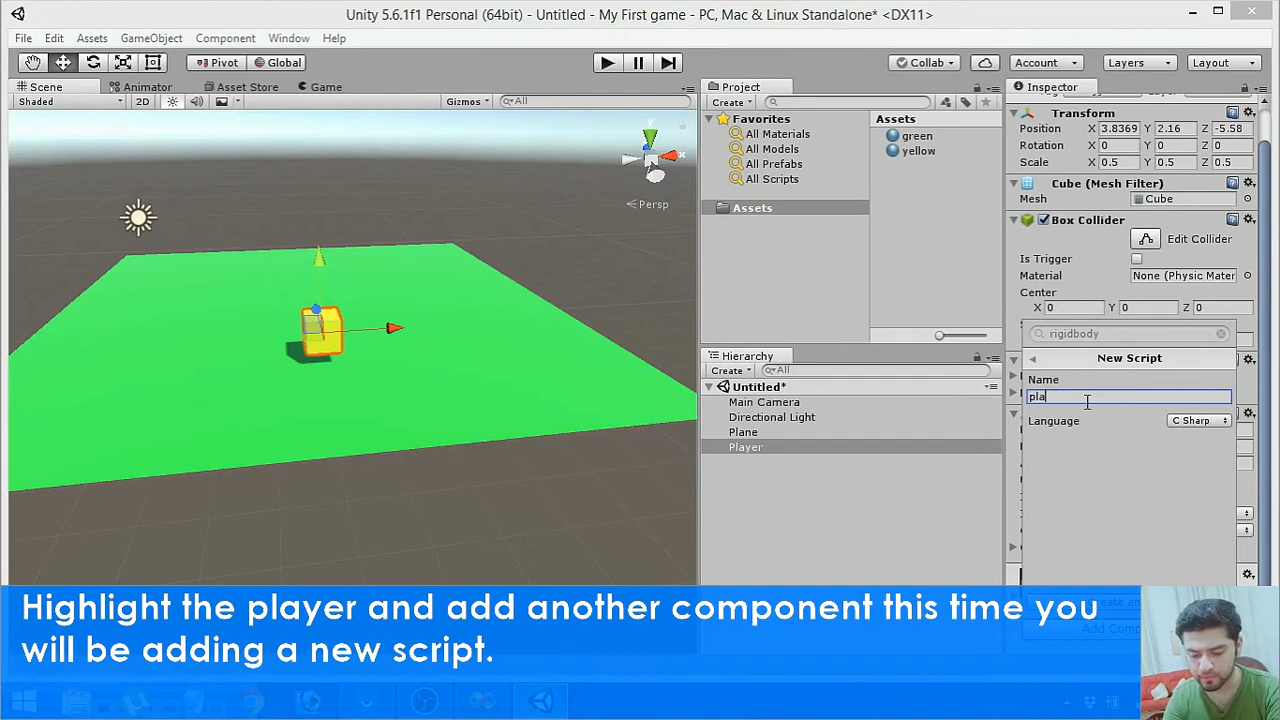 Unity 5.6.1f1 Personal (64bit) - Untitled - My First game - PC, Mac & Linux Standalone* <DX11>
File Edit Assets GameObject Component Window Help
Pivot Global Collab Account Layers Layout
Scene Animator Asset Store Game
Shaded 2D Gizmos All
Persp
Project
Create
Favorites
All Materials
All Models
All Prefabs
All Scripts
Assets
Assets
green
yellow
Hierarchy
Create All
Untitled*
Main Camera
Directional Light
Plane
Player
Inspector
Transform
Position X 3.8369 Y 2.16 Z -5.58
Rotation X 0 Y 0 Z 0
Scale X 0.5 Y 0.5 Z 0.5
Cube (Mesh Filter)
Mesh Cube
Box Collider
Edit Collider
Is Trigger
Material None (Physic Mater
Center
X 0 Y 0 Z 0
rigidbody
New Script
Name
pla
Language C Sharp
Highlight the player and add another component this time you
will be adding a new script.